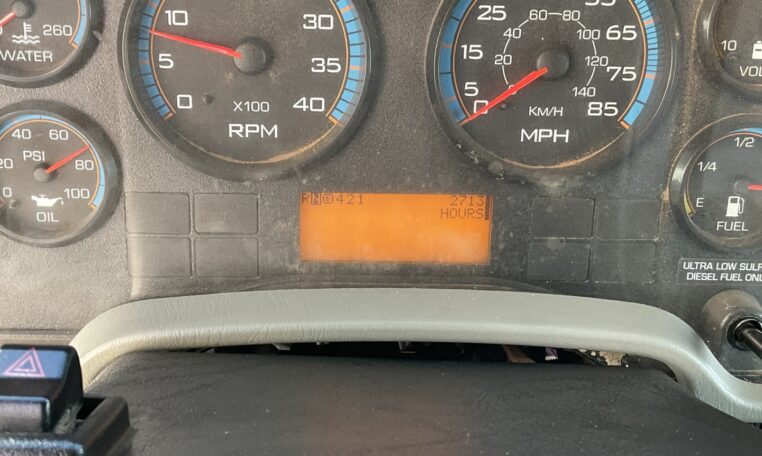 260
WATER
5
10
30
35
0
40
X100
RPM
25
15
5
0
65
75
85
20
40
60
80
100
120
140
KM/H
MPH
10
VOL
0
20
40
60
80
100
PSI
OIL
RNⒹ421 2713
HOURS
E
1/4
1/2
FUEL
ULTRA LOW SULF
DIESEL FUEL ONL